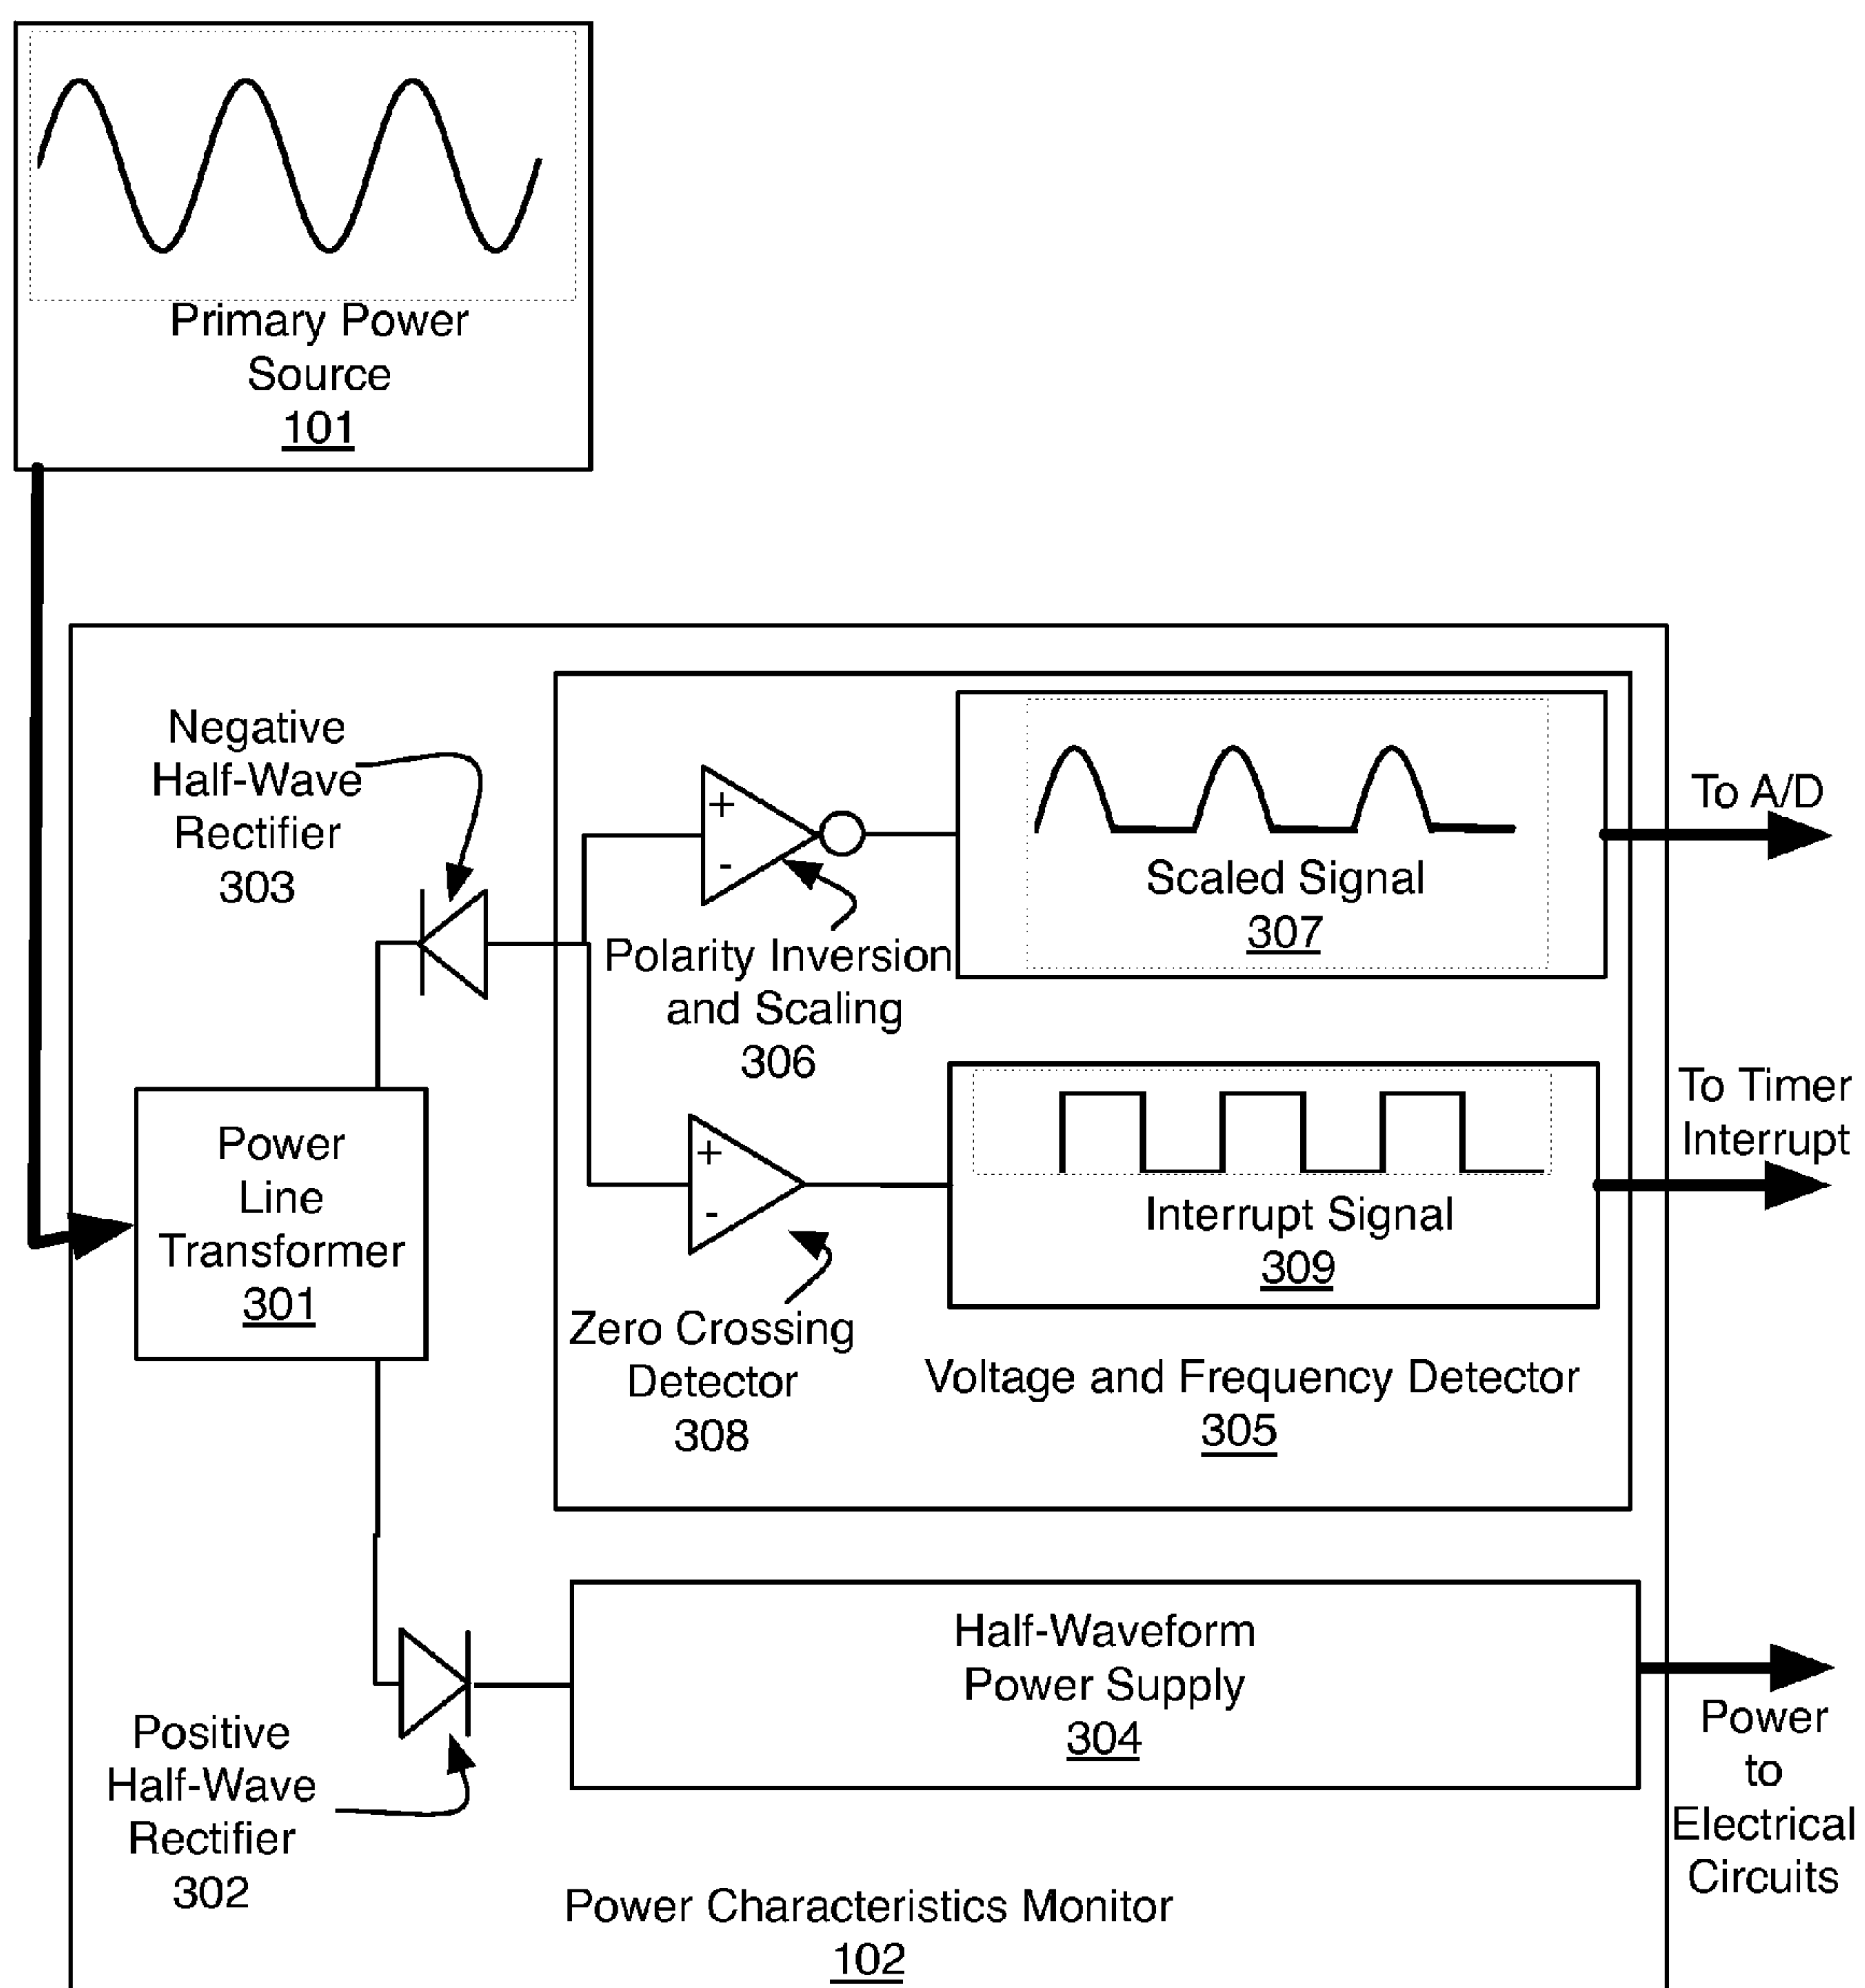 Primary Power
Source
101
Negative
Half-Wave
Rectifier
303
+
-
Polarity Inversion
and Scaling
306
Scaled Signal
307
To A/D
Power
Line
Transformer
301
+
-
Zero Crossing
Detector
308
Interrupt Signal
309
To Timer
Interrupt
Voltage and Frequency Detector
305
Positive
Half-Wave
Rectifier
302
Half-Waveform
Power Supply
304
Power
to
Electrical
Circuits
Power Characteristics Monitor
102